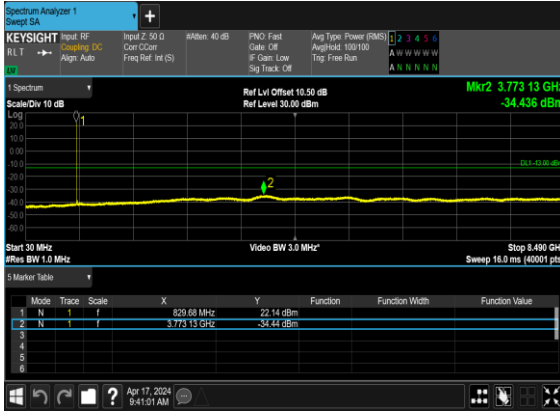 Spectrum Analyzer 1
Swept SA
KEYSIGHT Input: RF Input Z: 50 Ω #Atten: 40 dB PNO: Fast Avg Type: Power (RMS) 1 2 3 4 5 6
RLT Coupling: DC Corr CCorr Gate: Off Avg|Hold: 100/100 A W W W W W
Align: Auto Freq Ref: Int (S) IF Gain: Low Trig: Free Run
Sig Track: Off A N N N N N
1 Spectrum Ref Lvl Offset 10.50 dB Mkr2 3.773 13 GHz
Scale/Div 10 dB Ref Level 30.00 dBm -34.436 dBm
Log
20.0
10.0
0.00
-10.0
DL1 -13.00 dBm
-20.0
-30.0
-40.0
-50.0
-60.0
1
2
Start 30 MHz Video BW 3.0 MHz* Stop 8.490 GH
#Res BW 1.0 MHz Sweep 16.0 ms (40001 pts
5 Marker Table
Mode Trace Scale X Y Function Function Width Function Value
1 N 1 f 829.68 MHz 22.14 dBm
2 N 1 f 3.773 13 GHz -34.44 dBm
3
4
5
6
Apr 17, 2024
9:41:01 AM